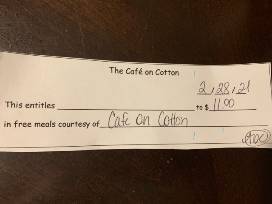 The Café on Cotton
2,28,21
This entitles to $ 11.00
in free meals courtesy of Cafe on Cotton